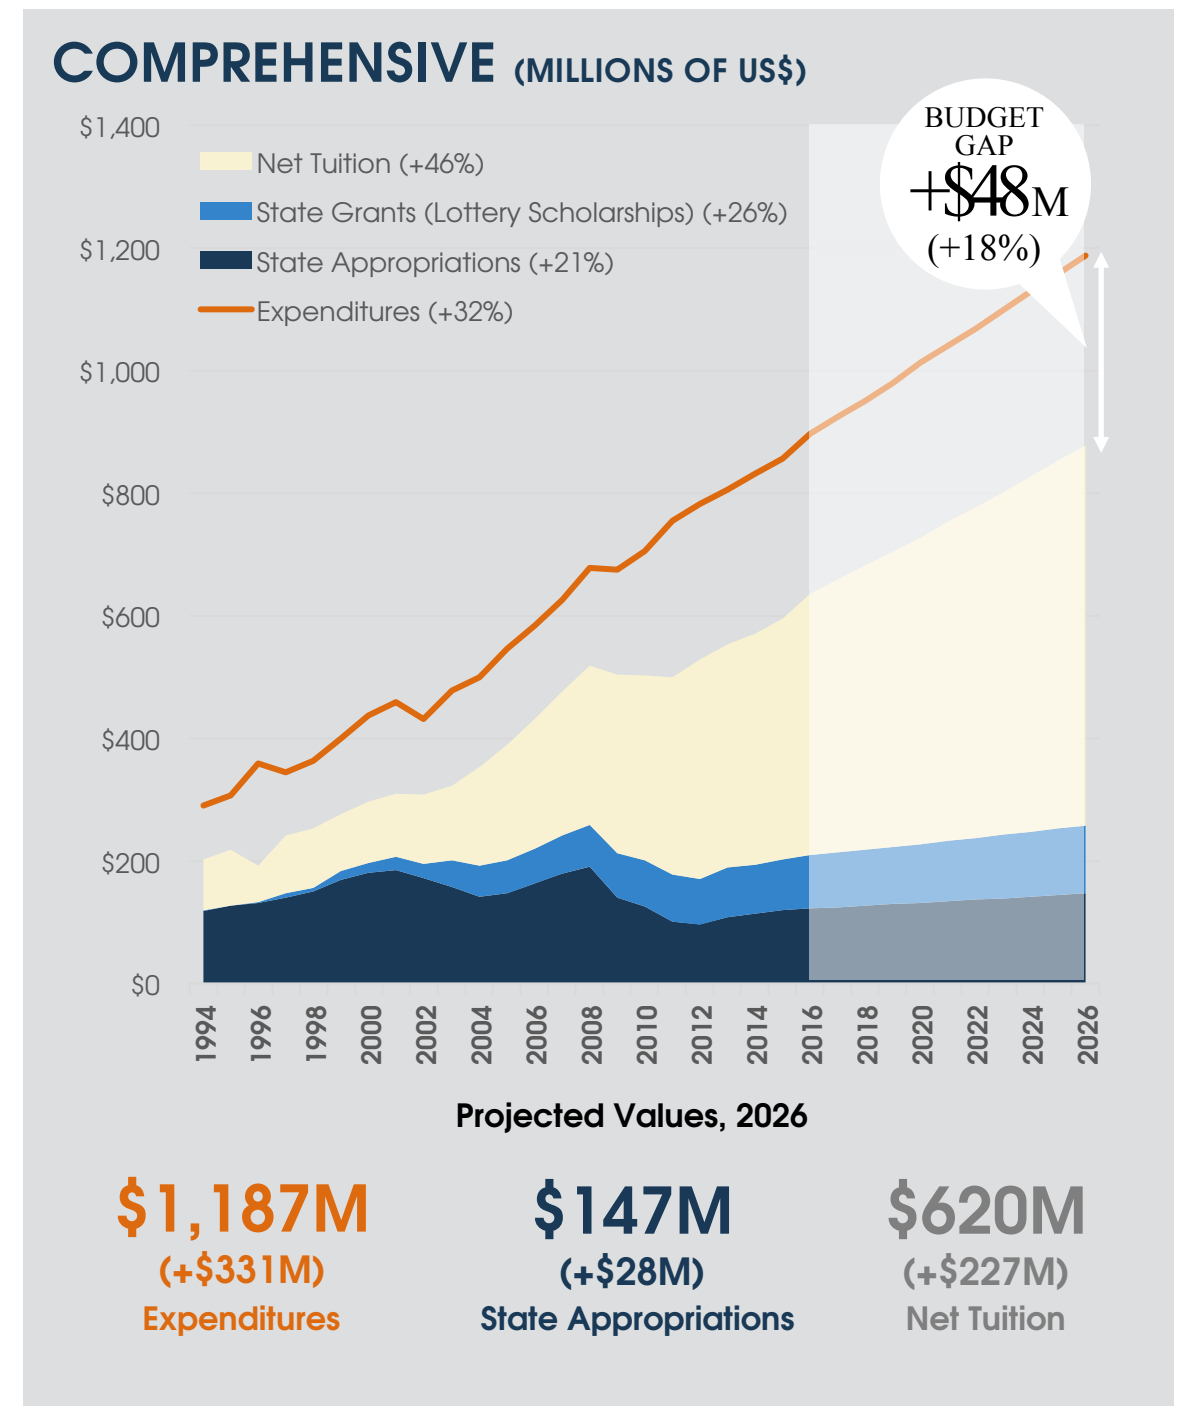 COMPREHENSIVE (MILLIONS OF US$)
BUDGET
GAP
+$48M
(+18%)
Net Tuition (+46%)
State Grants (Lottery Scholarships) (+26%)
State Appropriations (+21%)
Expenditures (+32%)
$1,400
$1,200
$1,000
$800
$600
$400
$200
$0
1994 1996 1998 2000 2002 2004 2006 2008 2010 2012 2014 2016 2018 2020 2022 2024 2026
Projected Values, 2026
$1,187M $147M $620M
(+$331M) (+$28M) (+$227M)
Expenditures State Appropriations Net Tuition